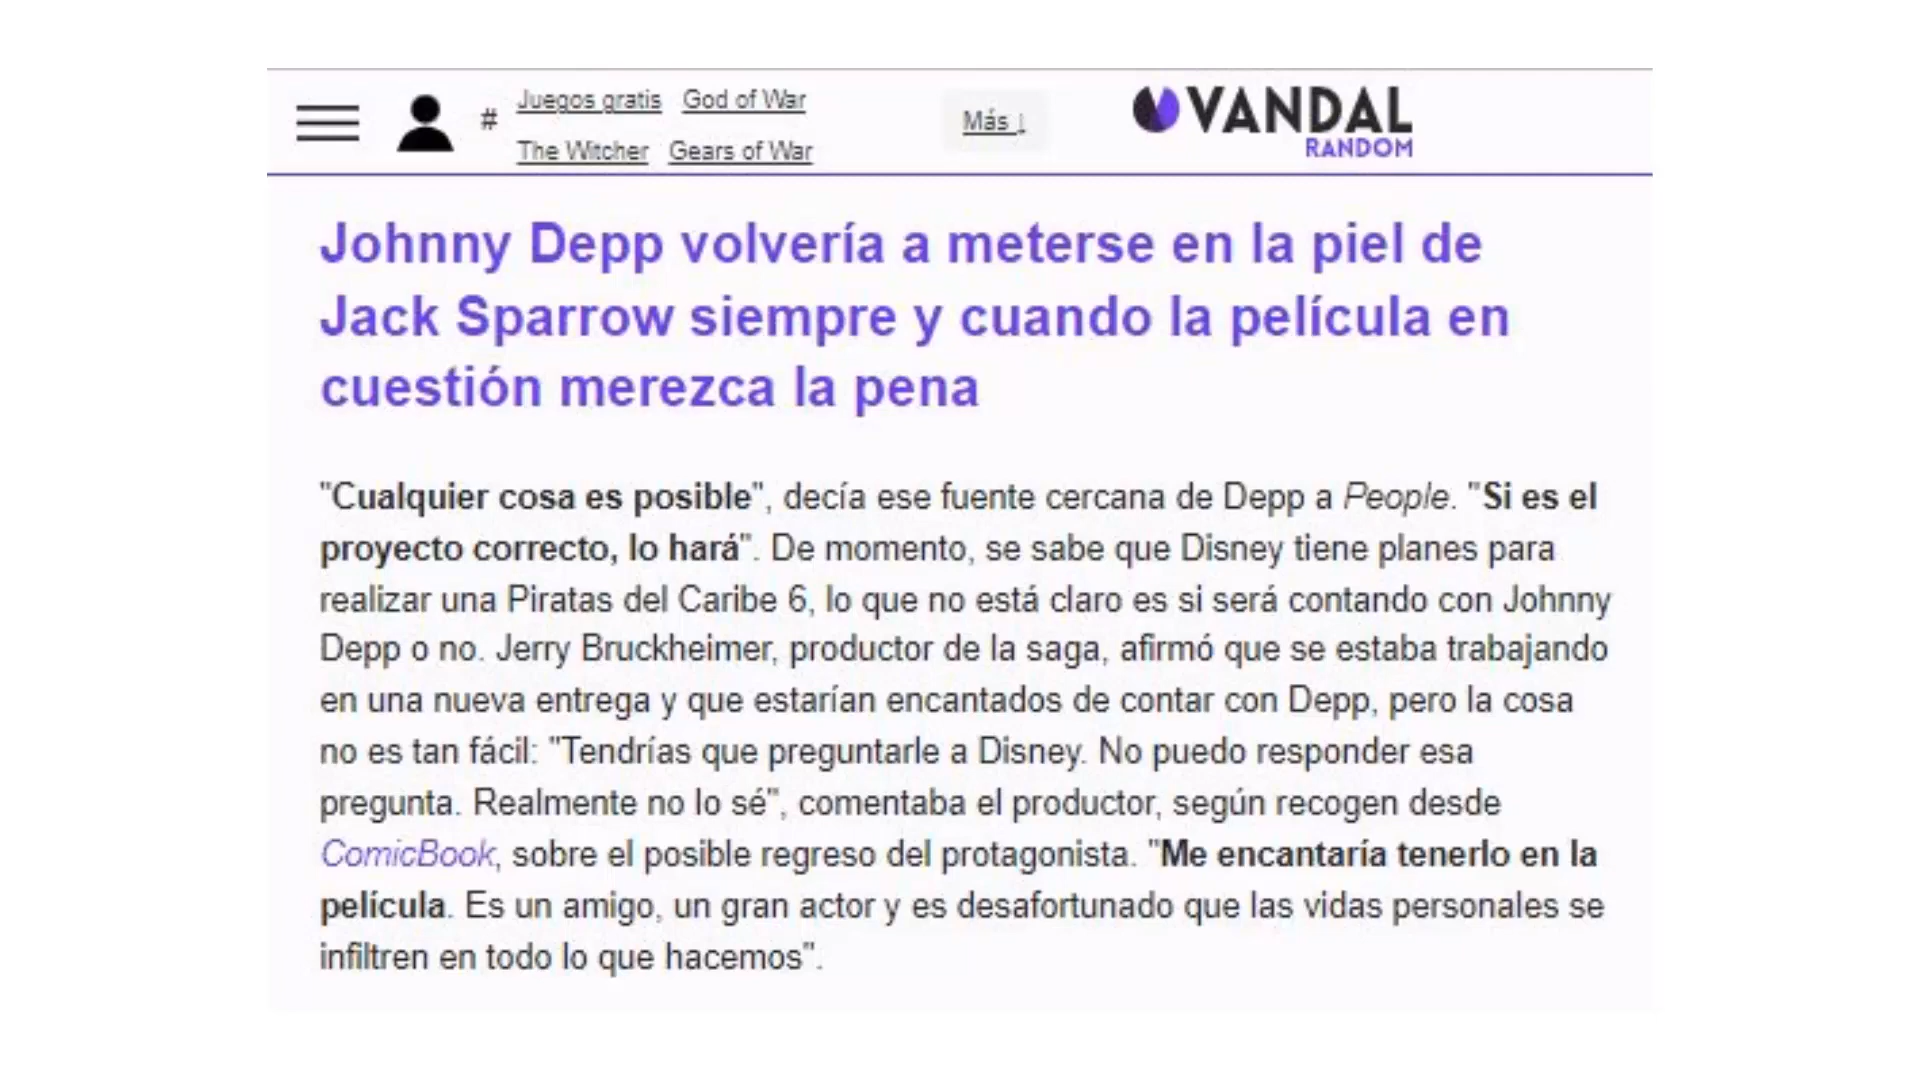 # Juegos gratis God of War
The Witcher Gears of War
Más ↓
VANDAL
RANDOM
Johnny Depp volvería a meterse en la piel de
Jack Sparrow siempre y cuando la película en
cuestión merezca la pena
"Cualquier cosa es posible", decía ese fuente cercana de Depp a People. "Si es el
proyecto correcto, lo hará". De momento, se sabe que Disney tiene planes para
realizar una Piratas del Caribe 6, lo que no está claro es si será contando con Johnny
Depp o no. Jerry Bruckheimer, productor de la saga, afirmó que se estaba trabajando
en una nueva entrega y que estarían encantados de contar con Depp, pero la cosa
no es tan fácil: "Tendrías que preguntarle a Disney. No puedo responder esa
pregunta. Realmente no lo sé", comentaba el productor, según recogen desde
ComicBook, sobre el posible regreso del protagonista. "Me encantaría tenerlo en la
película. Es un amigo, un gran actor y es desafortunado que las vidas personales se
infiltren en todo lo que hacemos".